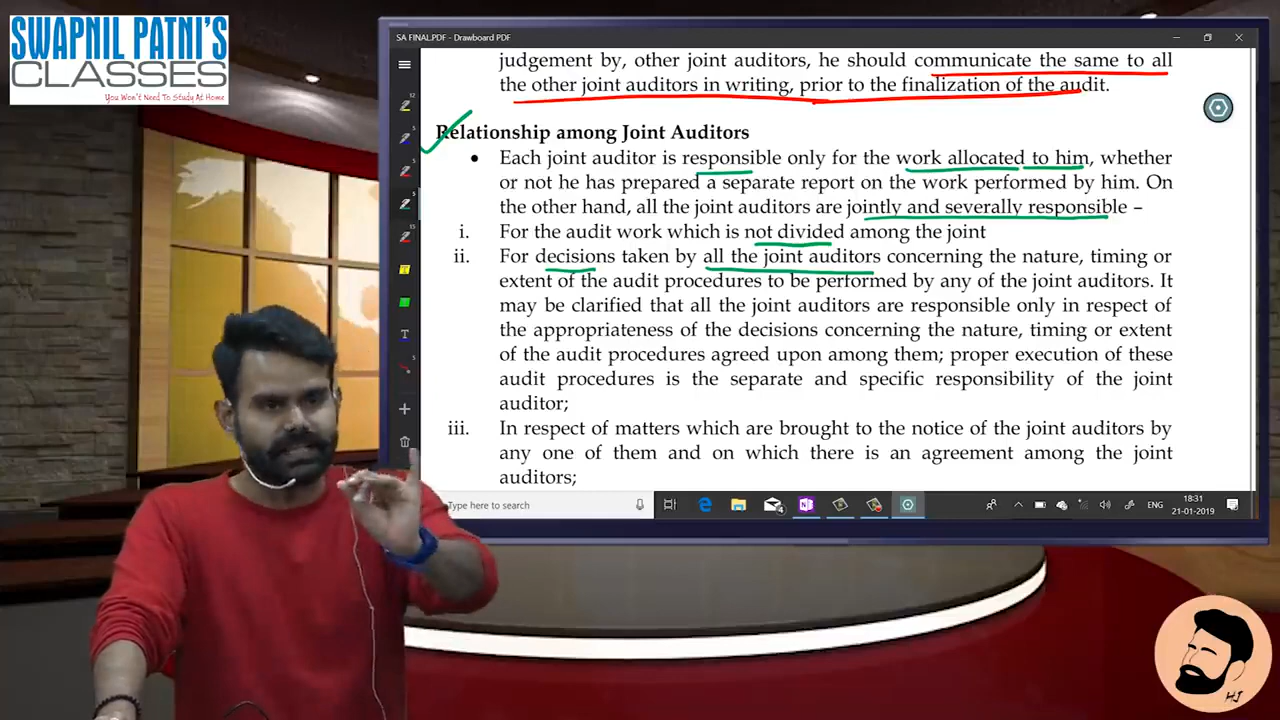 SWAPNIL PATNI'S
CLASSES
You Won't Need To Study At Home
SA FINAL.PDF - Drawboard PDF
judgement by, other joint auditors, he should communicate the same to all
the other joint auditors in writing, prior to the finalization of the audit.
Relationship among Joint Auditors
• Each joint auditor is responsible only for the work allocated to him, whether
or not he has prepared a separate report on the work performed by him. On
the other hand, all the joint auditors are jointly and severally responsible –
i. For the audit work which is not divided among the joint
ii. For decisions taken by all the joint auditors concerning the nature, timing or
extent of the audit procedures to be performed by any of the joint auditors. It
may be clarified that all the joint auditors are responsible only in respect of
the appropriateness of the decisions concerning the nature, timing or extent
of the audit procedures agreed upon among them; proper execution of these
audit procedures is the separate and specific responsibility of the joint
auditor;
iii. In respect of matters which are brought to the notice of the joint auditors by
any one of them and on which there is an agreement among the joint
auditors;
Type here to search
ENG
18:31
21-01-2019
HJ